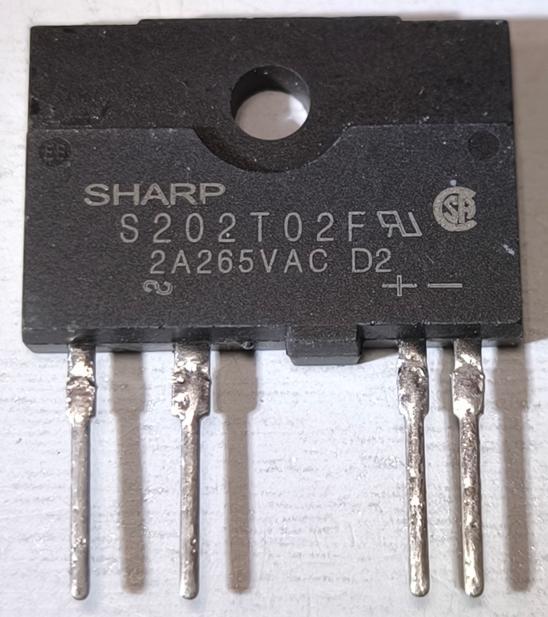 SHARP
S202T02F
2A265VAC D2
+ −